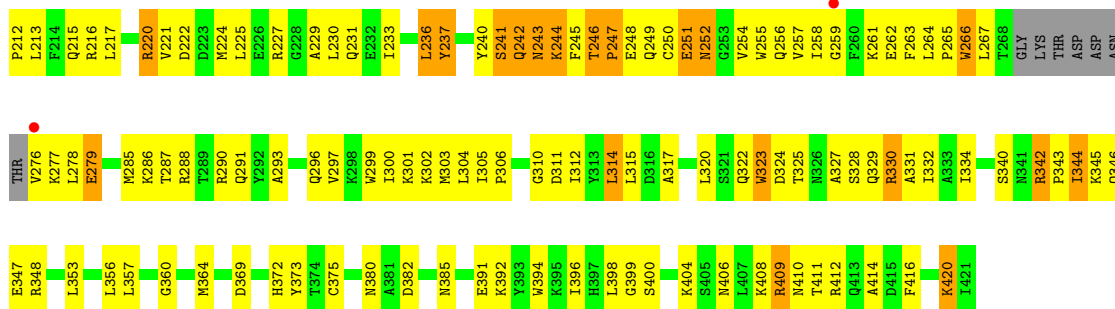 P212 L213 F214 Q215 R216 L217 R220 V221 D222 D223 M224 L225 E226 R227 G228 A229 L230 Q231 E232 I233 L236 Y237 Y240 S241 Q242 N243 K244 F245 T246 P247 E248 Q249 C250 E251 N252 G253 V254 W255 Q256 V257 I258 G259 F260 K261 E262 F263 L264 P265 W266 L267 T268 GLY LYS THR ASP ASP ASN
THR V276 K277 L278 E279 M285 K286 T287 R288 T289 R290 Q291 Y292 A293 Q296 V297 K298 W299 I300 K301 K302 M303 L304 I305 P306 G310 D311 I312 Y313 L314 L315 D316 A317 L320 S321 Q322 W323 D324 T325 N326 A327 S328 Q329 R330 A331 I332 A333 I334 S340 N341 R342 P343 I344 K345 Q346
E347 R348 L353 L356 L357 G360 M364 D369 H372 Y373 T374 C375 N380 A381 D382 N385 E391 K392 Y393 W394 K395 I396 H397 L398 G399 S400 K404 S405 N406 L407 K408 R409 N410 T411 R412 Q413 A414 D415 F416 K420 I421